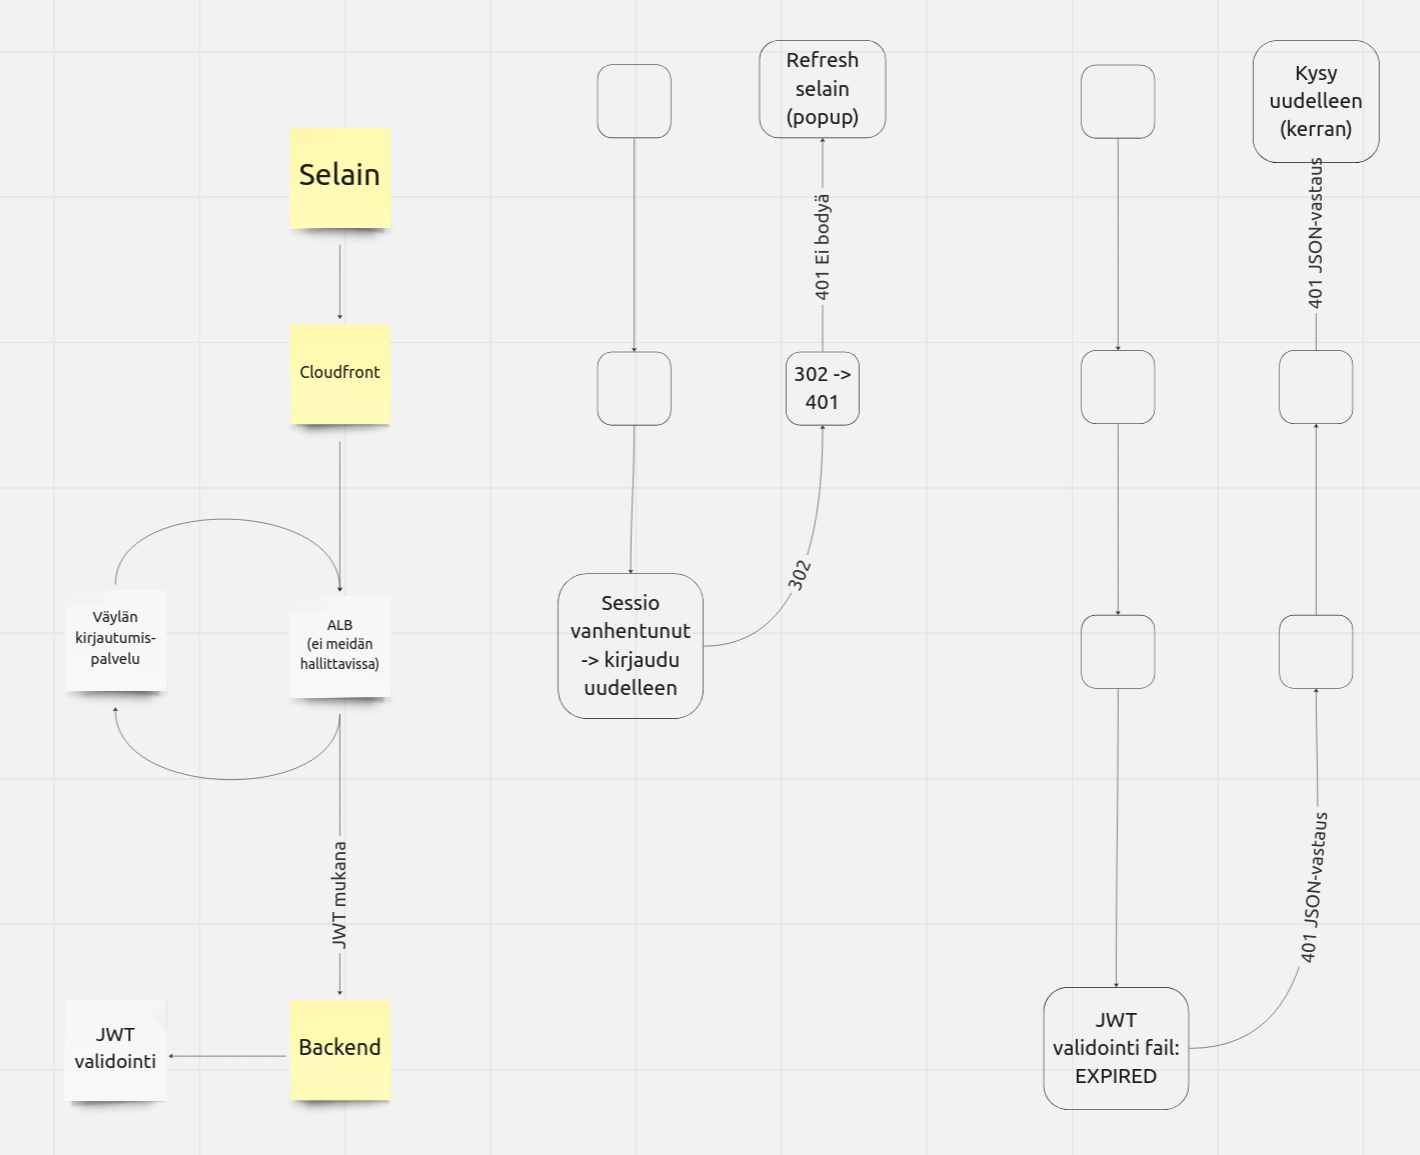 Selain
Cloudfront
Väylän
kirjautumis-
palvelu
ALB
(ei meidän
hallittavissa)
JWT mukana
JWT
validointi
Backend
Refresh
selain
(popup)
401 Ei bodyä
302 ->
401
302
Sessio
vanhentunut
-> kirjaudu
uudelleen
Kysy
uudelleen
(kerran)
401 JSON-vastaus
401 JSON-vastaus
JWT
validointi fail:
EXPIRED